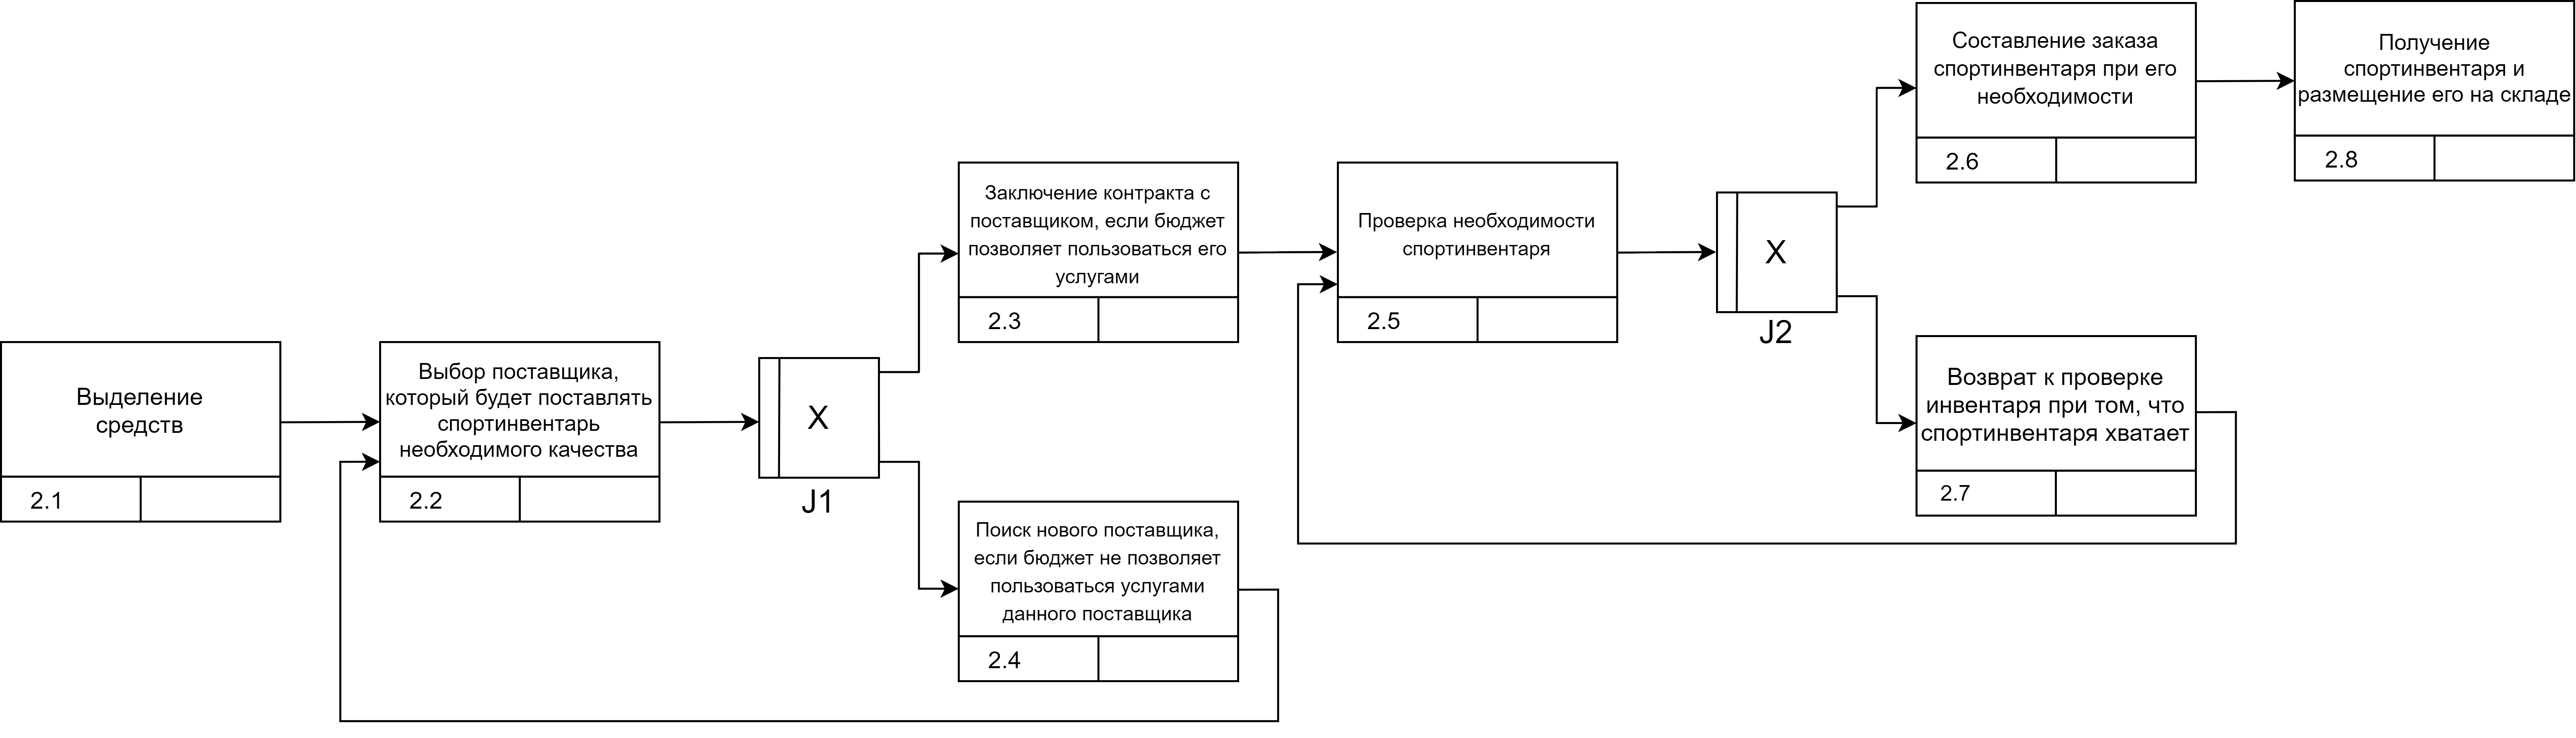 Выделение
средств
2.1
Выбор поставщика,
который будет поставлять
спортинвентарь
необходимого качества
2.2
X
J1
Заключение контракта с
поставщиком, если бюджет
позволяет пользоваться его
услугами
2.3
Поиск нового поставщика,
если бюджет не позволяет
пользоваться услугами
данного поставщика
2.4
Проверка необходимости
спортинвентаря
2.5
X
J2
Составление заказа
спортинвентаря при его
необходимости
2.6
Возврат к проверке
инвентаря при том, что
спортинвентаря хватает
2.7
Получение
спортинвентаря и
размещение его на складе
2.8